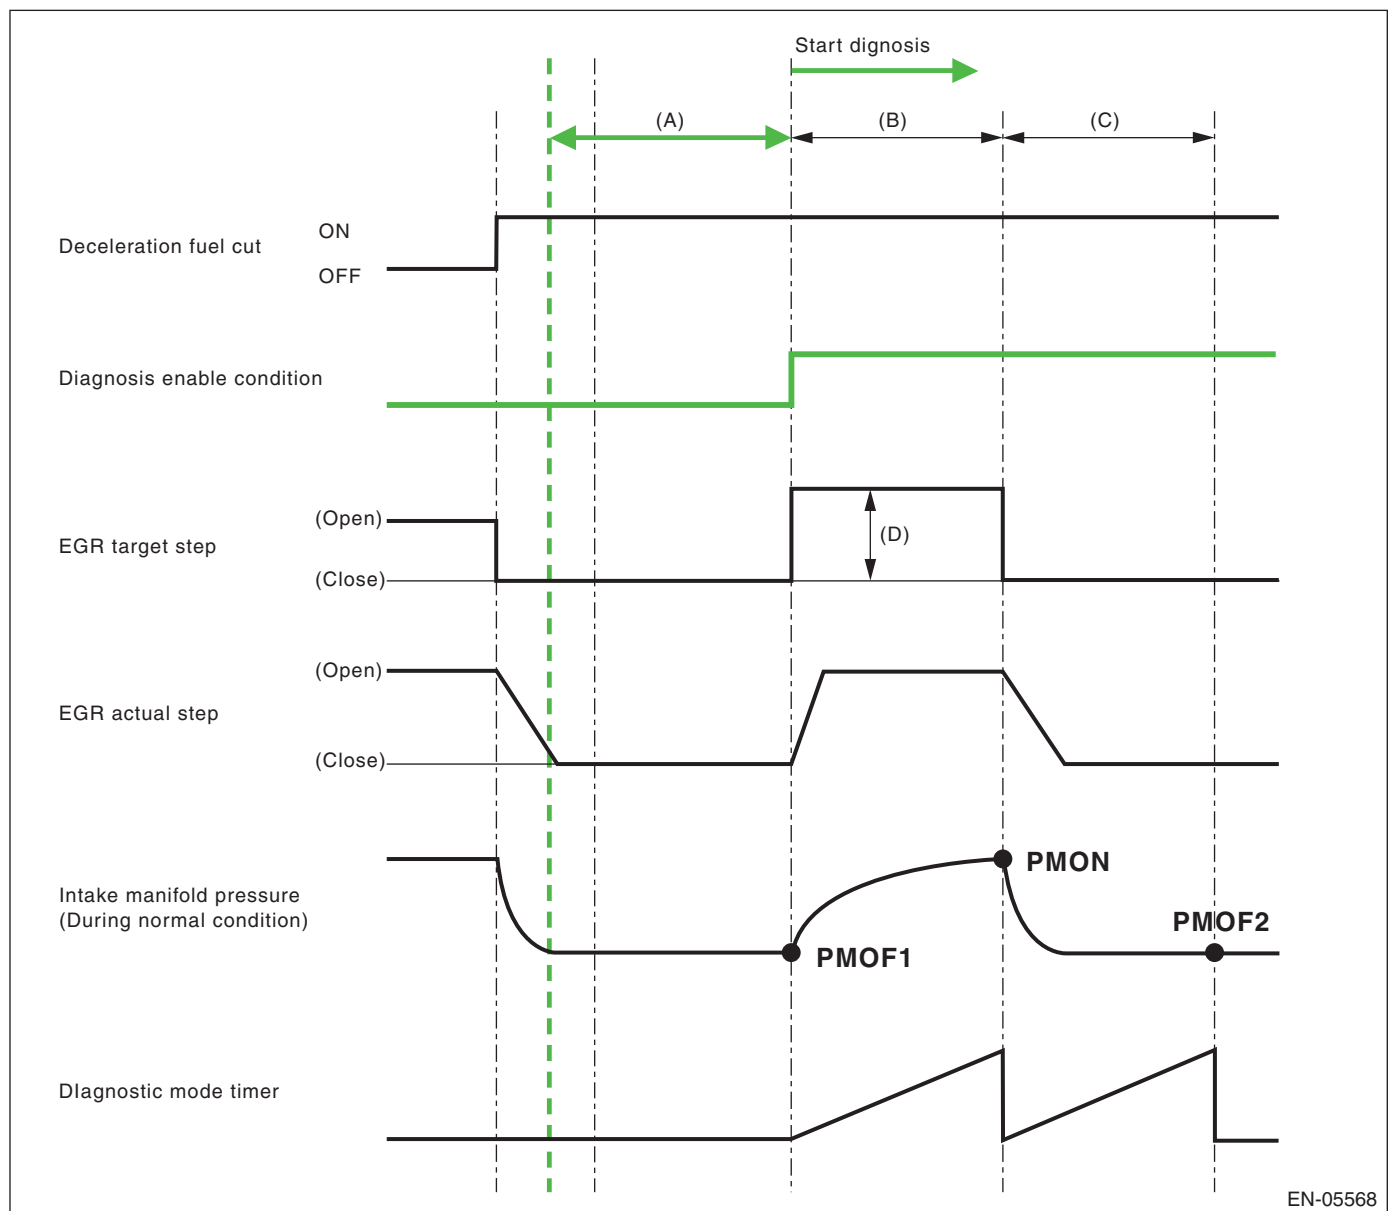 Start dignosis
(A)
(B)
(C)
Deceleration fuel cut
ON
OFF
Diagnosis enable condition
EGR target step
(Open)
(Close)
(D)
EGR actual step
(Open)
(Close)
Intake manifold pressure
(During normal condition)
PMON
PMOF1
PMOF2
DIagnostic mode timer
EN-05568